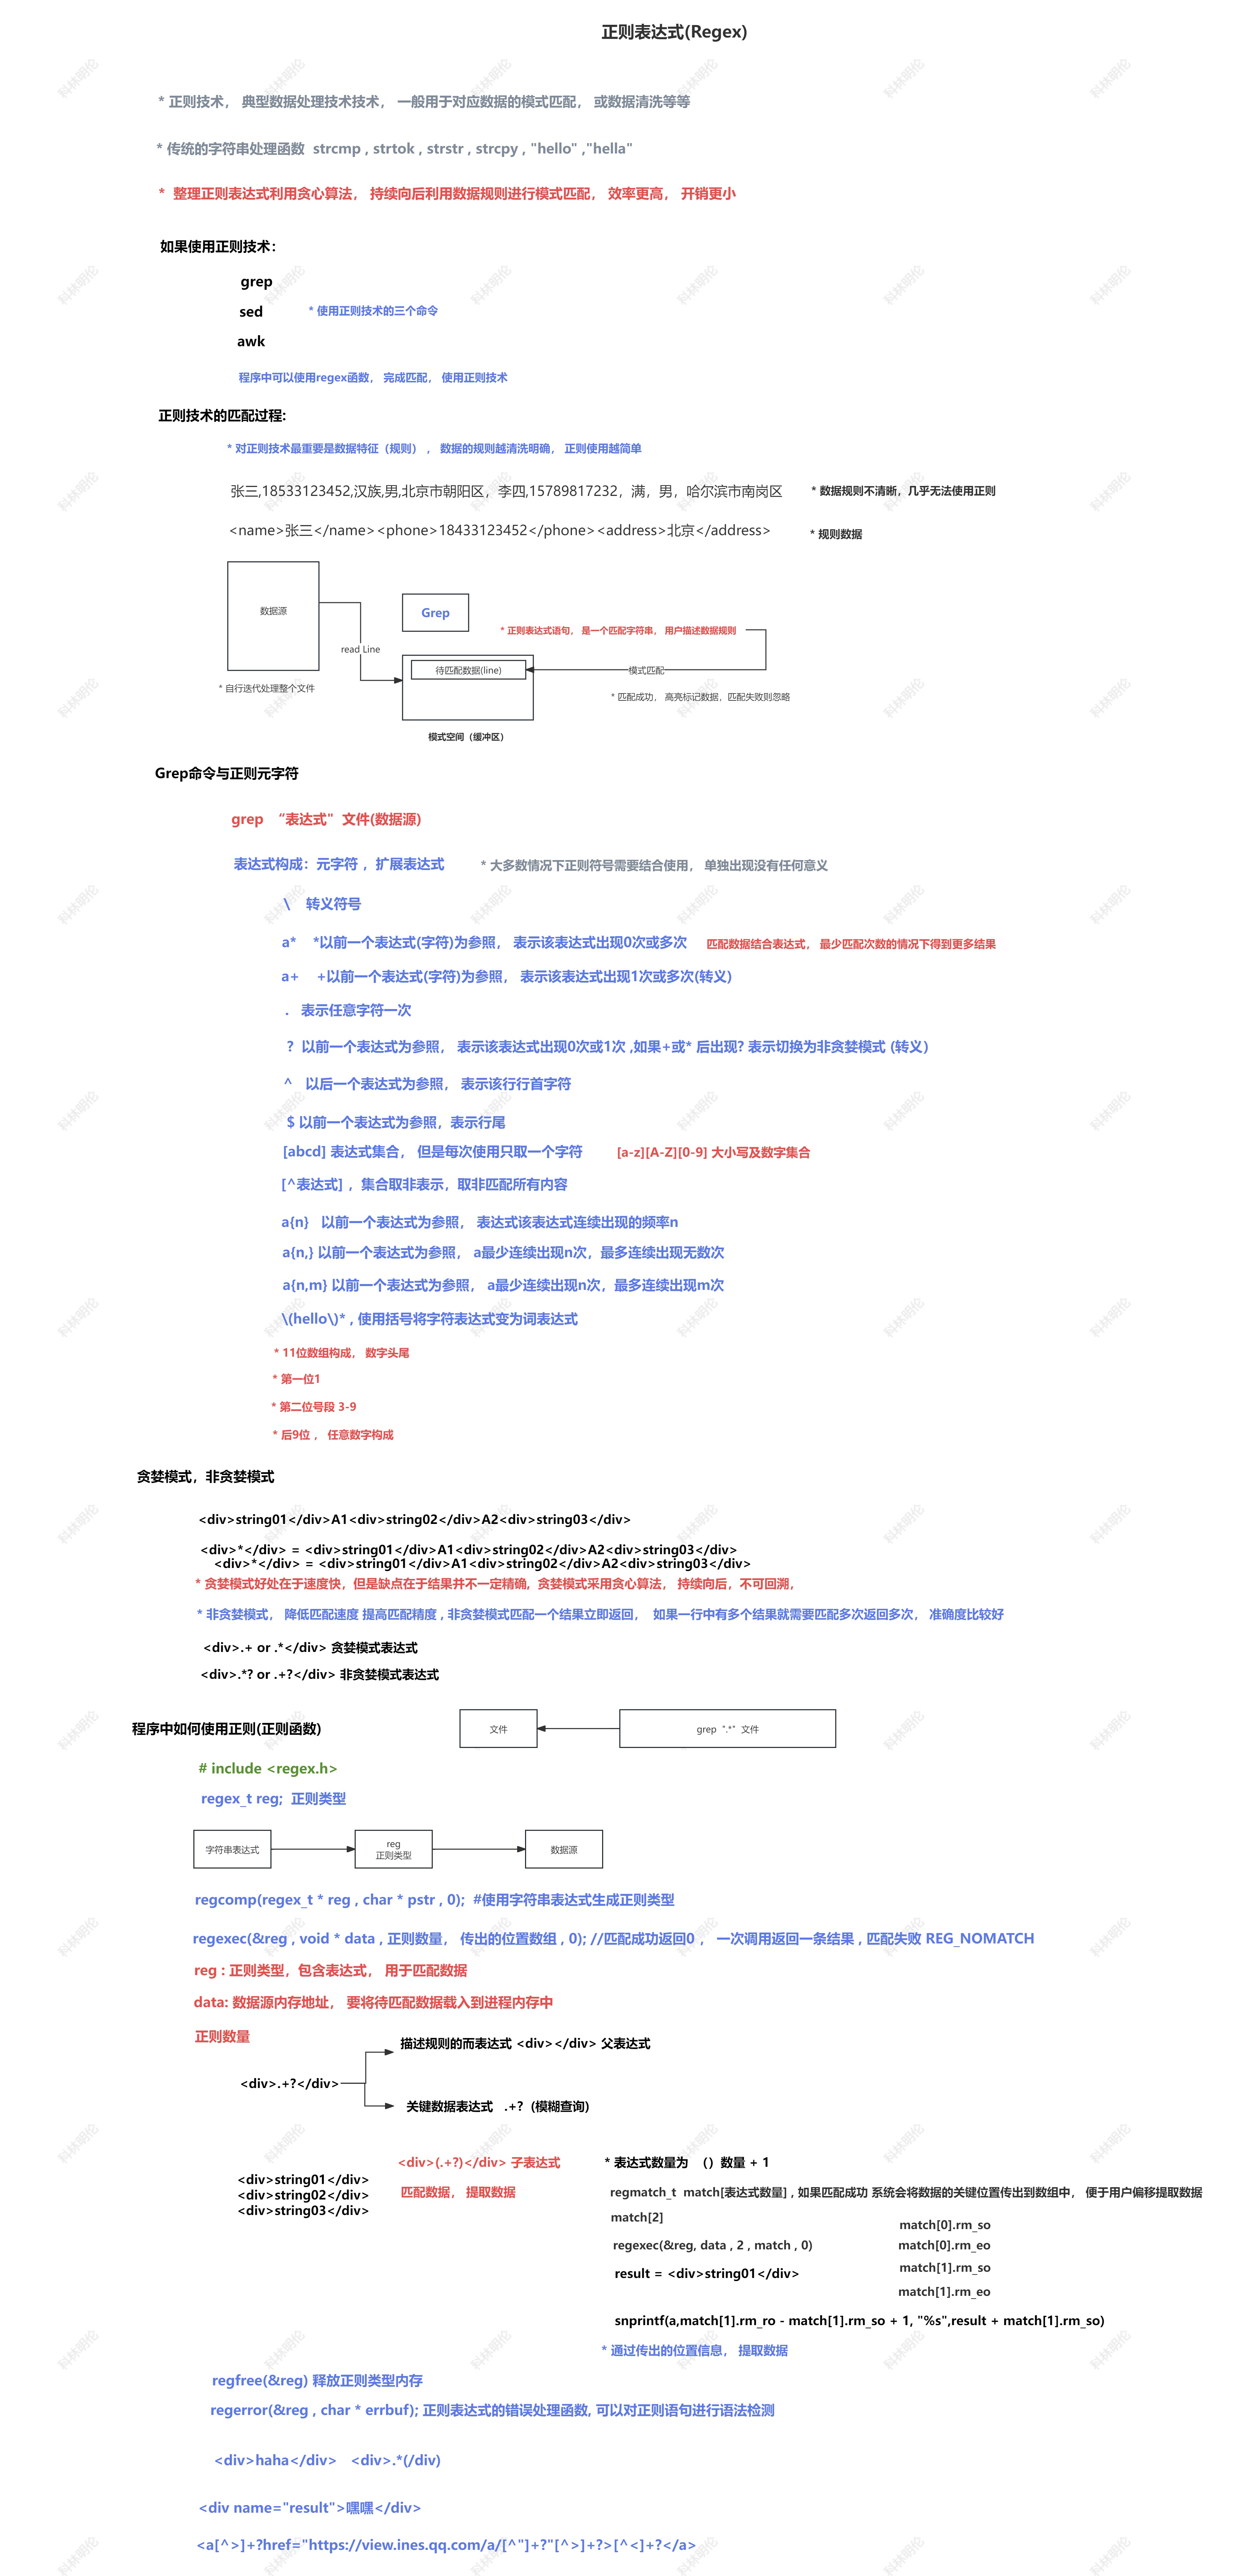 正则表达式(Regex)
* 正则技术， 典型数据处理技术技术， 一般用于对应数据的模式匹配， 或数据清洗等等
* 传统的字符串处理函数 strcmp , strtok , strstr , strcpy , "hello" ,"hella"
* 整理正则表达式利用贪心算法， 持续向后利用数据规则进行模式匹配， 效率更高， 开销更小
如果使用正则技术：
grep
sed
* 使用正则技术的三个命令
awk
程序中可以使用regex函数， 完成匹配， 使用正则技术
正则技术的匹配过程:
* 对正则技术最重要是数据特征（规则）， 数据的规则越清洗明确， 正则使用越简单
张三,18533123452,汉族,男,北京市朝阳区，李四,15789817232，满，男，哈尔滨市南岗区
* 数据规则不清晰，几乎无法使用正则
<name>张三</name><phone>18433123452</phone><address>北京</address>
* 规则数据
数据源
Grep
* 正则表达式语句， 是一个匹配字符串， 用户描述数据规则
read Line
待匹配数据(line)
模式匹配
* 自行迭代处理整个文件
* 匹配成功， 高亮标记数据，匹配失败则忽略
模式空间（缓冲区）
Grep命令与正则元字符
grep “表达式" 文件(数据源)
表达式构成：元字符 ，扩展表达式
* 大多数情况下正则符号需要结合使用， 单独出现没有任何意义
\ 转义符号
a* *以前一个表达式(字符)为参照， 表示该表达式出现0次或多次
匹配数据结合表达式， 最少匹配次数的情况下得到更多结果
a+ +以前一个表达式(字符)为参照， 表示该表达式出现1次或多次(转义)
. 表示任意字符一次
? 以前一个表达式为参照， 表示该表达式出现0次或1次 ,如果+或* 后出现? 表示切换为非贪婪模式 (转义)
^ 以后一个表达式为参照， 表示该行行首字符
$ 以前一个表达式为参照，表示行尾
[abcd] 表达式集合， 但是每次使用只取一个字符
[a-z][A-Z][0-9] 大小写及数字集合
[^表达式] ，集合取非表示，取非匹配所有内容
a{n} 以前一个表达式为参照， 表达式该表达式连续出现的频率n
a{n,} 以前一个表达式为参照， a最少连续出现n次，最多连续出现无数次
a{n,m} 以前一个表达式为参照， a最少连续出现n次，最多连续出现m次
\(hello\)* , 使用括号将字符表达式变为词表达式
* 11位数组构成， 数字头尾
* 第一位1
* 第二位号段 3-9
* 后9位 ， 任意数字构成
贪婪模式，非贪婪模式
<div>string01</div>A1<div>string02</div>A2<div>string03</div>
<div>*</div> = <div>string01</div>A1<div>string02</div>A2<div>string03</div>
<div>*</div> = <div>string01</div>A1<div>string02</div>A2<div>string03</div>
* 贪婪模式好处在于速度快，但是缺点在于结果并不一定精确，贪婪模式采用贪心算法， 持续向后，不可回溯，
* 非贪婪模式， 降低匹配速度 提高匹配精度 , 非贪婪模式匹配一个结果立即返回， 如果一行中有多个结果就需要匹配多次返回多次， 准确度比较好
<div>.+ or .*</div> 贪婪模式表达式
<div>.*? or .+?</div> 非贪婪模式表达式
程序中如何使用正则(正则函数)
文件
grep ".*" 文件
# include <regex.h>
regex_t reg; 正则类型
字符串表达式
reg
正则类型
数据源
regcomp(regex_t * reg , char * pstr , 0); #使用字符串表达式生成正则类型
regexec(&reg , void * data , 正则数量， 传出的位置数组 , 0); //匹配成功返回0 ， 一次调用返回一条结果 , 匹配失败 REG_NOMATCH
reg : 正则类型，包含表达式， 用于匹配数据
data: 数据源内存地址， 要将待匹配数据载入到进程内存中
正则数量
描述规则的而表达式 <div></div> 父表达式
<div>.+?</div>
关键数据表达式 .+? (模糊查询)
<div>(.+?)</div> 子表达式
* 表达式数量为 （）数量 + 1
<div>string01</div>
<div>string02</div>
<div>string03</div>
匹配数据， 提取数据
regmatch_t match[表达式数量] , 如果匹配成功 系统会将数据的关键位置传出到数组中， 便于用户偏移提取数据
match[2]
match[0].rm_so
regexec(&reg, data , 2 , match , 0)
match[0].rm_eo
match[1].rm_so
result = <div>string01</div>
match[1].rm_eo
snprintf(a,match[1].rm_ro - match[1].rm_so + 1, "%s",result + match[1].rm_so)
* 通过传出的位置信息， 提取数据
regfree(&reg) 释放正则类型内存
regerror(&reg , char * errbuf); 正则表达式的错误处理函数, 可以对正则语句进行语法检测
<div>haha</div> <div>.*(/div)
<div name="result">嘿嘿</div>
<a[^>]+?href="https://view.ines.qq.com/a/[^"]+?"[^>]+?>[^<]+?</a>
科林明伦